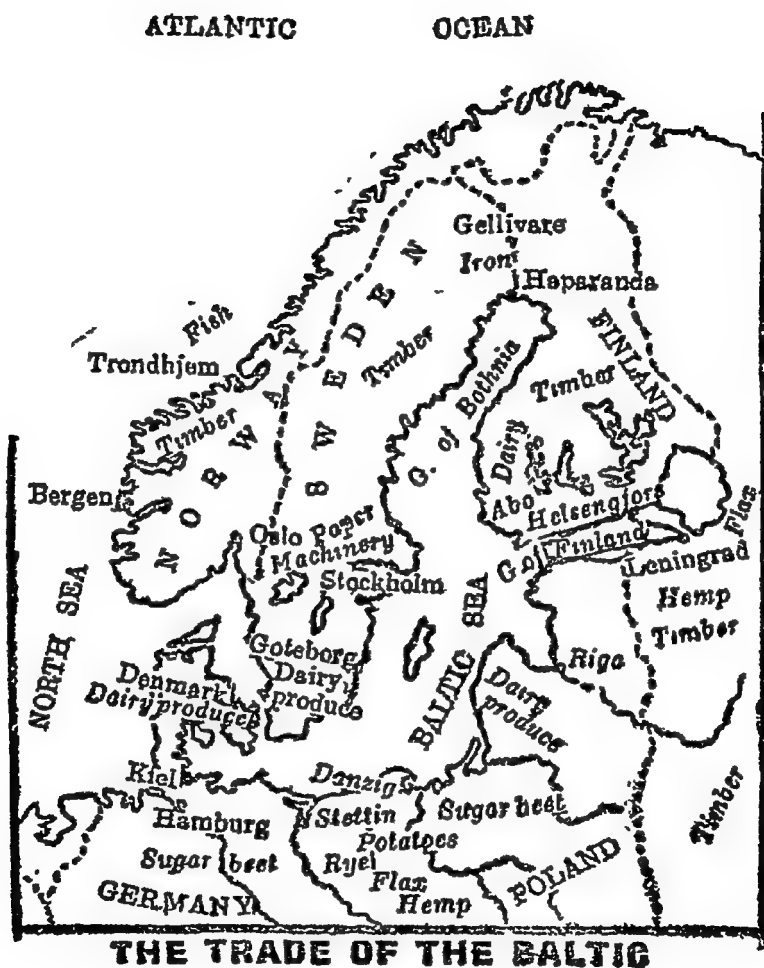 ATLANTIC OCEAN
Gellivare
Iron
Haparanda
Fish
Trondhjem
NORWAY
SWEDEN
Timber
Timber
G. of Bothnia
FINLAND
Timber
Dairy
Bergen
Abo
Helsengfors
Flax
Oslo Paper
Machinery
Stockholm
G. of Finland
Leningrad
Hemp
Timber
NORTH SEA
BALTIC SEA
Goteborg
Dairy
produce
Riga
Denmark
Dairy produce
Dairy
produce
Kiel
Danzig
Hamburg
Stettin
Sugar beet
Timber
Potatoes
Sugar beet
Rye
Flax
Hemp
GERMANY
POLAND
THE TRADE OF THE BALTIC